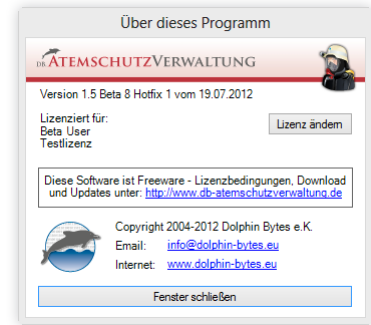 Über dieses Programm
DB ATEMSCHUTZVERWALTUNG
Version 1.5 Beta 8 Hotfix 1 vom 19.07.2012
Lizenziert für:
Beta User
Testlizenz
Lizenz ändern
Diese Software ist Freeware - Lizenzbedingungen, Download
und Updates unter: http://www.db-atemschutzverwaltung.de
Copyright 2004-2012 Dolphin Bytes e.K.
Email: info@dolphin-bytes.eu
Internet: www.dolphin-bytes.eu
Fenster schließen